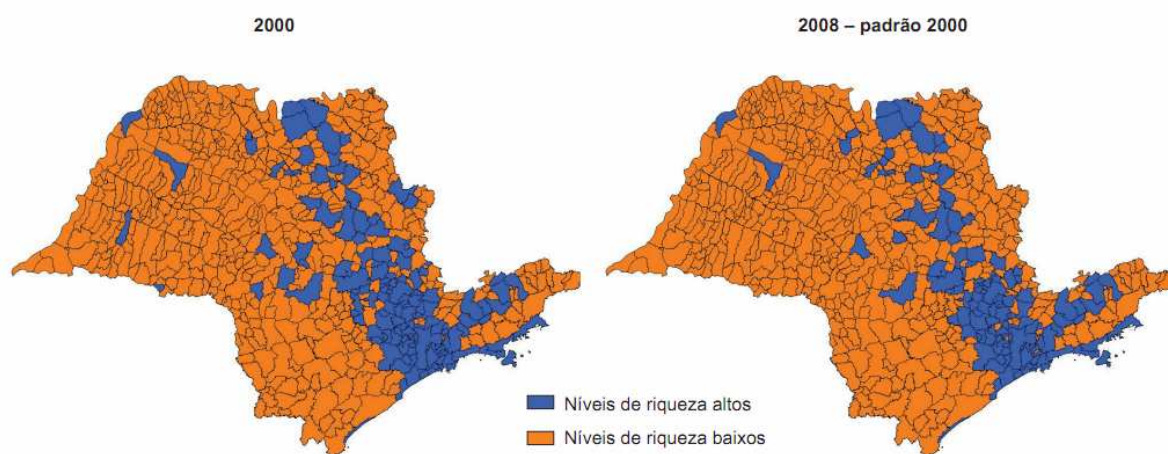 2000
2008 – padrão 2000
Níveis de riqueza altos
Níveis de riqueza baixos